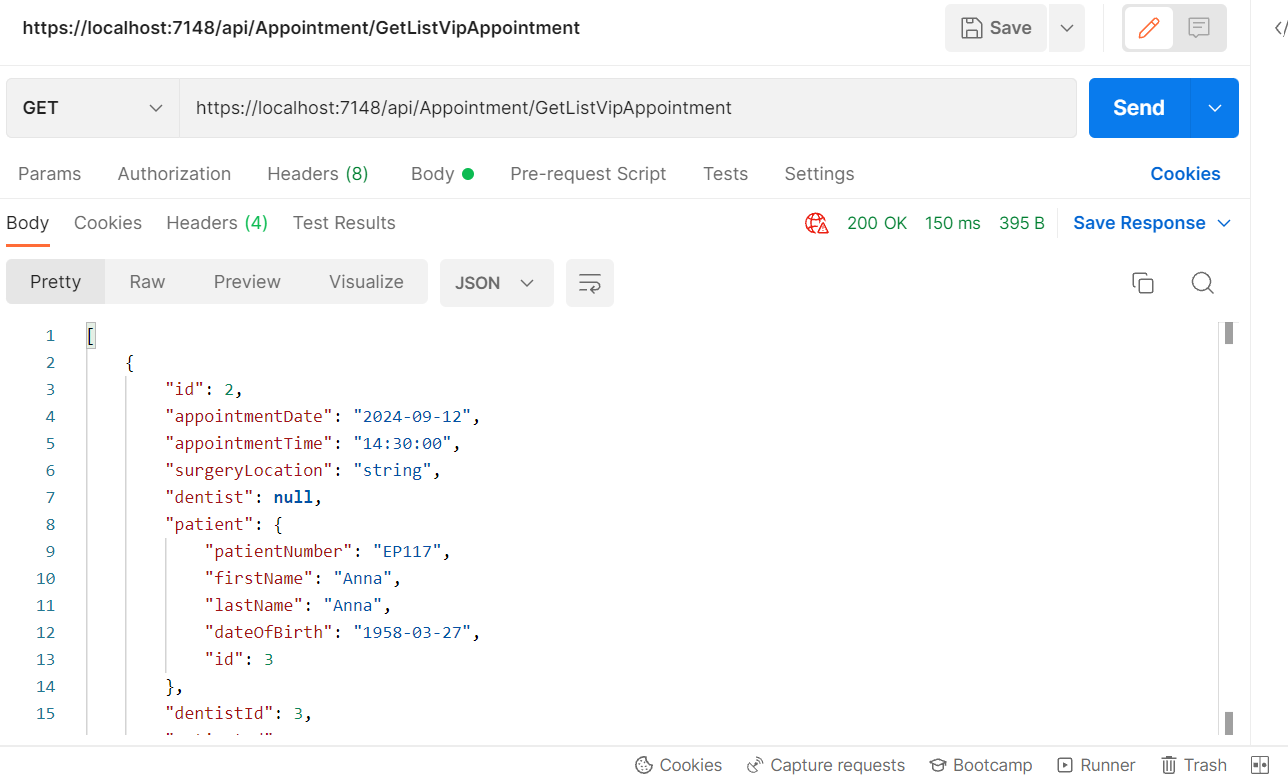 https://localhost:7148/api/Appointment/GetListVipAppointment
Save
GET
https://localhost:7148/api/Appointment/GetListVipAppointment
Send
Params Authorization Headers (8) Body Pre-request Script Tests Settings Cookies
Body Cookies Headers (4) Test Results 200 OK 150 ms 395 B Save Response
Pretty Raw Preview Visualize JSON
1 [
2 {
3 "id": 2,
4 "appointmentDate": "2024-09-12",
5 "appointmentTime": "14:30:00",
6 "surgeryLocation": "string",
7 "dentist": null,
8 "patient": {
9 "patientNumber": "EP117",
10 "firstName": "Anna",
11 "lastName": "Anna",
12 "dateOfBirth": "1958-03-27",
13 "id": 3
14 },
15 "dentistId": 3,
Cookies Capture requests Bootcamp Runner Trash